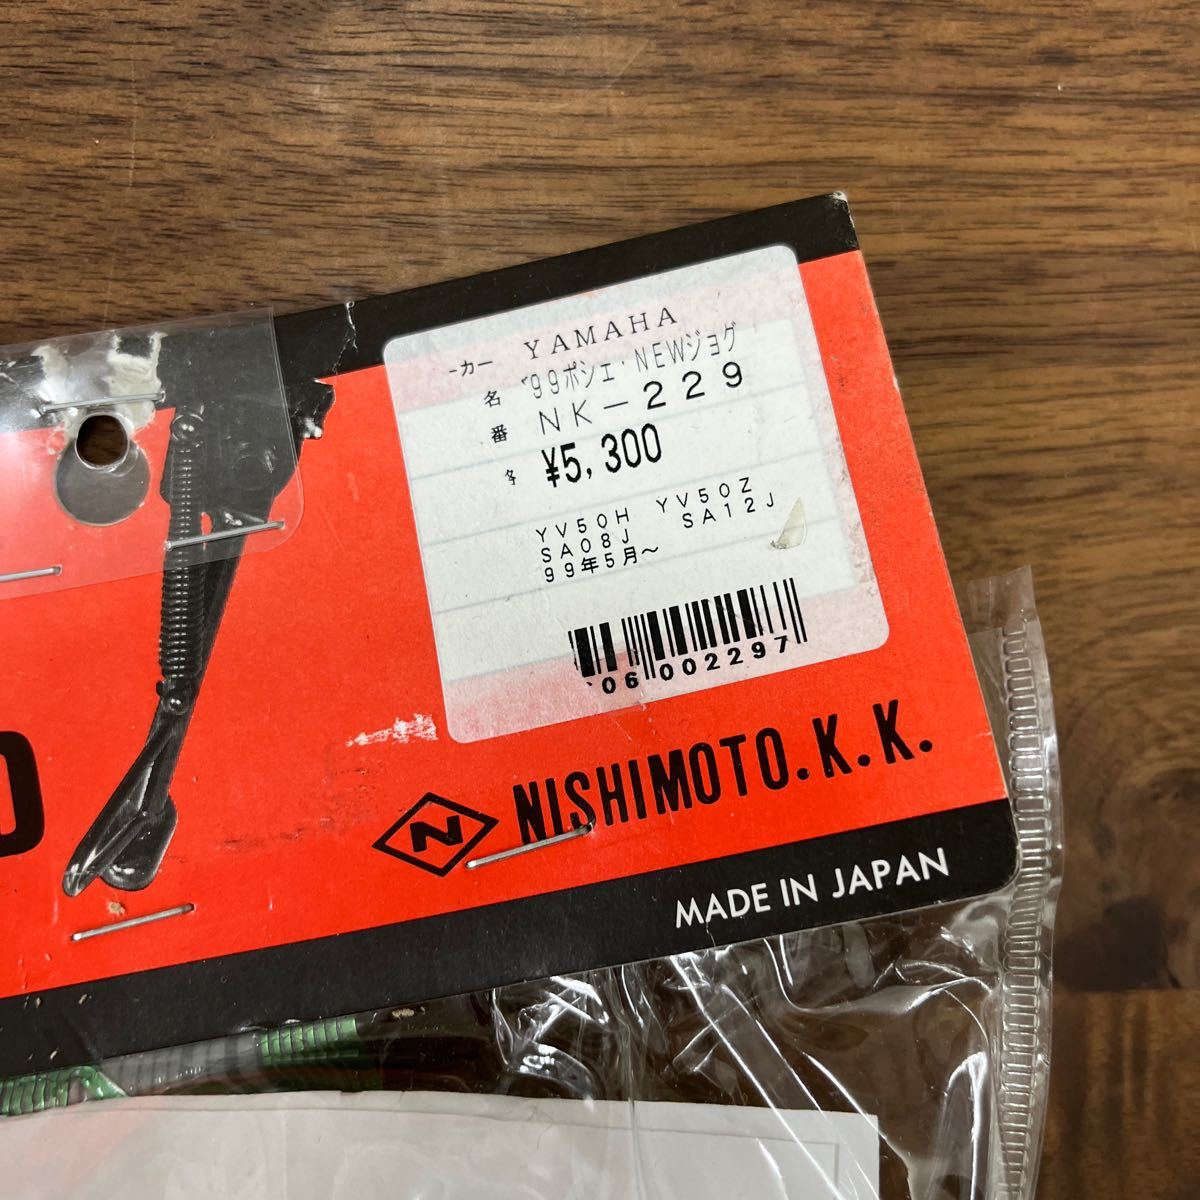 ーカー YAMAHA
名 '99ポシェ・NEWジョグ
番 NK-229
¥5,300
YV50H YV50Z
SA08J SA12J
99年5月～
06002297
N NISHIMOTO.K.K.
MADE IN JAPAN